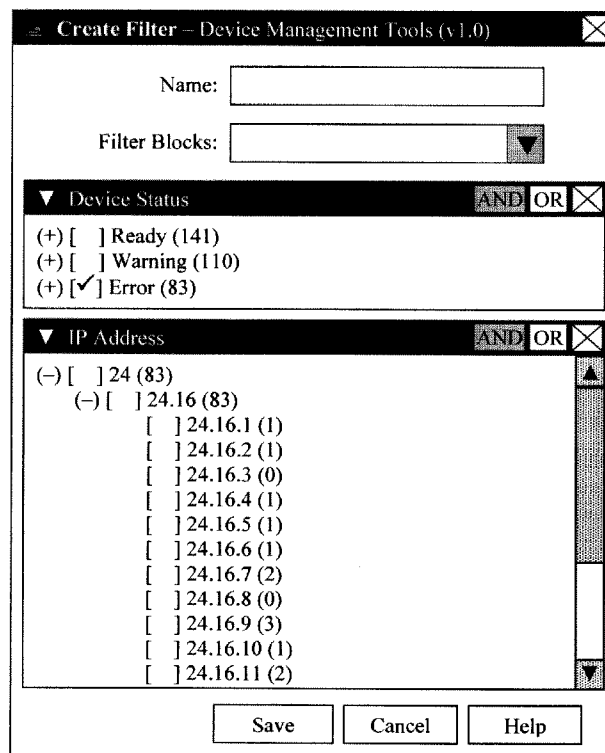 Create Filter – Device Management Tools (v1.0)
Name:
Filter Blocks:
▼ Device Status AND OR
(+) [ ] Ready (141)
(+) [ ] Warning (110)
(+) [✓] Error (83)
▼ IP Address AND OR
(–) [ ] 24 (83)
(–) [ ] 24.16 (83)
[ ] 24.16.1 (1)
[ ] 24.16.2 (1)
[ ] 24.16.3 (0)
[ ] 24.16.4 (1)
[ ] 24.16.5 (1)
[ ] 24.16.6 (1)
[ ] 24.16.7 (2)
[ ] 24.16.8 (0)
[ ] 24.16.9 (3)
[ ] 24.16.10 (1)
[ ] 24.16.11 (2)
Save Cancel Help